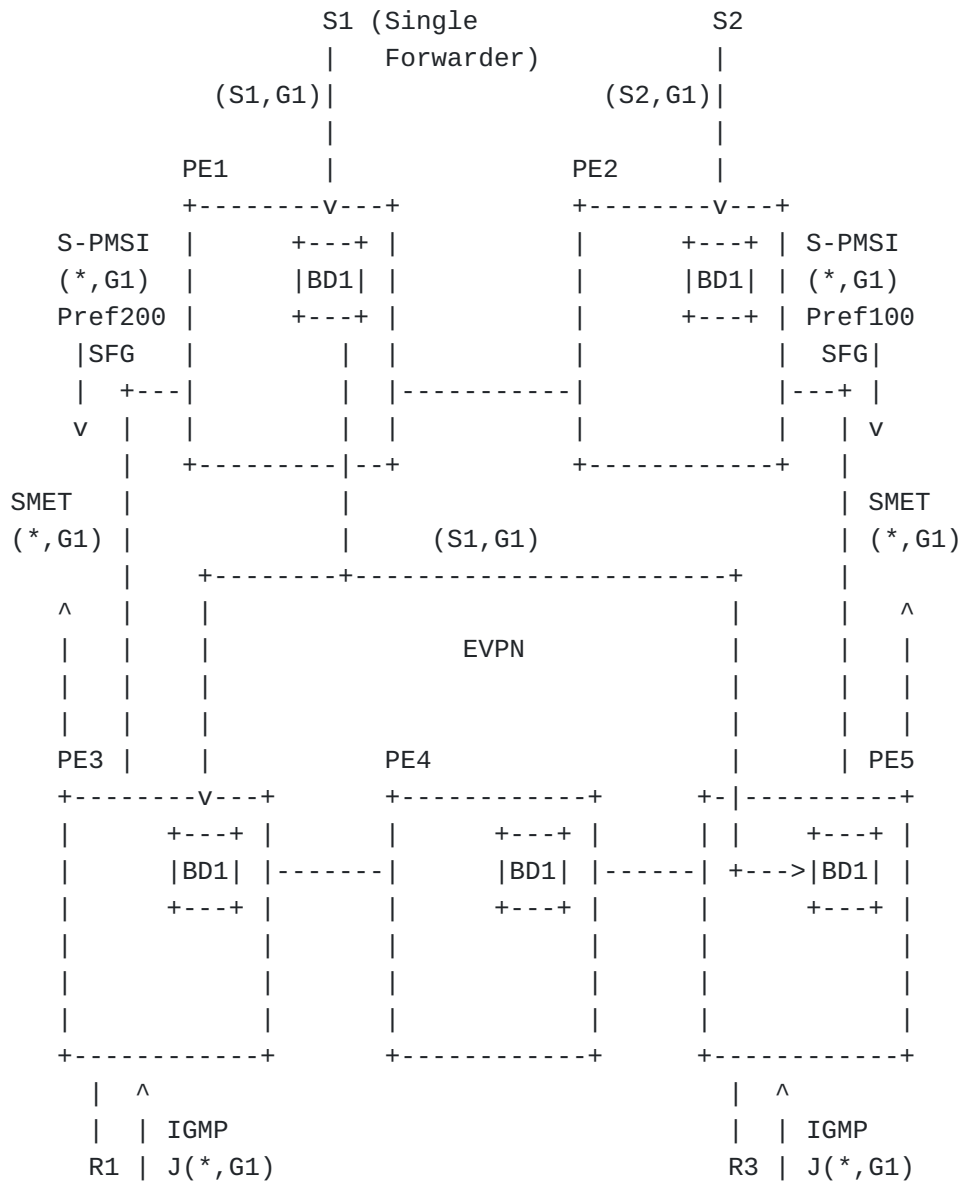 S1 (Single S2
Forwarder)
(S1,G1) (S2,G1)
PE1 PE2
S-PMSI S-PMSI
(*,G1) BD1 BD1 (*,G1)
Pref200 Pref100
SFG SFG
SMET SMET
(*,G1) (S1,G1) (*,G1)
EVPN
PE3 PE4 PE5
BD1 BD1 BD1
IGMP IGMP
R1 J(*,G1) R3 J(*,G1)